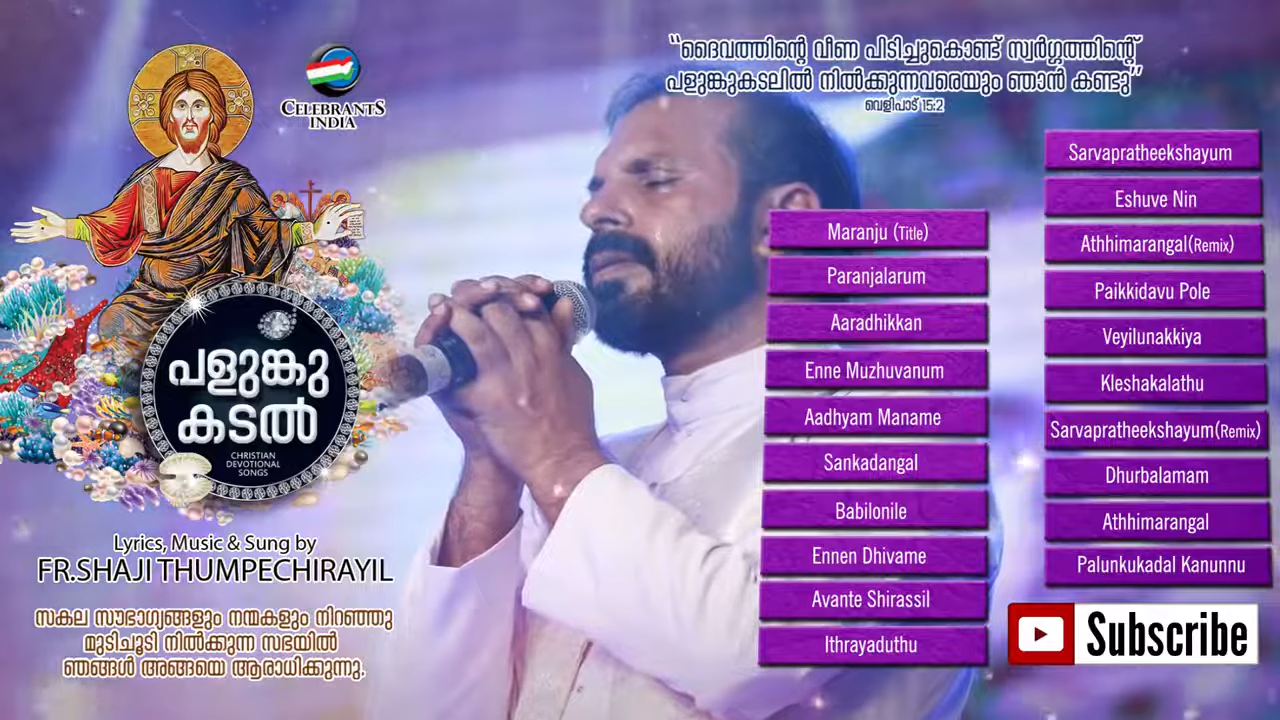 CELEBRANTS
INDIA
“ദൈവത്തിന്റെ വീണ പിടിച്ചുകൊണ്ട് സ്വർഗ്ഗത്തിന്റെ
പളുങ്കുകടലിൽ നിൽക്കുന്നവരെയും ഞാൻ കണ്ടു”
വെളിപാട് 15:2
പളുങ്കു
കടൽ
CHRISTIAN
DEVOTIONAL
SONGS
Lyrics, Music & Sung by
FR.SHAJI THUMPECHIRAYIL
സകല സൗഭാഗ്യങ്ങളും നന്മകളും നിറഞ്ഞു
മുടിചൂടി നിൽക്കുന്ന സഭയിൽ
ഞങ്ങൾ അങ്ങയെ ആരാധിക്കുന്നു.
Maranju (Title)
Paranjalarum
Aaradhikkan
Enne Muzhuvanum
Aadhyam Maname
Sankadangal
Babilonile
Ennen Dhivame
Avante Shirassil
Ithrayaduthu
Sarvapratheekshayum
Eshuve Nin
Athhimarangal(Remix)
Paikkidavu Pole
Veyilunakkiya
Kleshakalathu
Sarvapratheekshayum(Remix)
Dhurbalamam
Athhimarangal
Palunkukadal Kanunnu
Subscribe